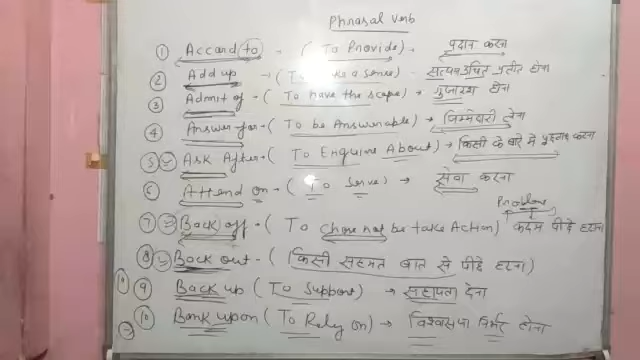 Phrasal Verb
① Accord to - (To Provide) - प्रदान करना
② Add up → (To a sense) - सत्य उचित प्रतीत होना
③ Admit of - (To have the scope) → गुंजाइश होना
④ Answer for - (To be Answerable) → जिम्मेदारी लेना
⑤ Ask After - (To Enquire About) → किसी के बारे मे पूछताछ करना
⑥ Attend on - (To Serve) → सेवा करना
Problem
⑦ Back off - (To chose not be take Action) कदम पीछे हटाना
⑧ Back out - (किसी सहमत बात से पीछे हटना)
⑨ Back up (To Support) → सहायता देना
⑩ Bank upon (To Rely on) → विश्वास या निर्भर होना